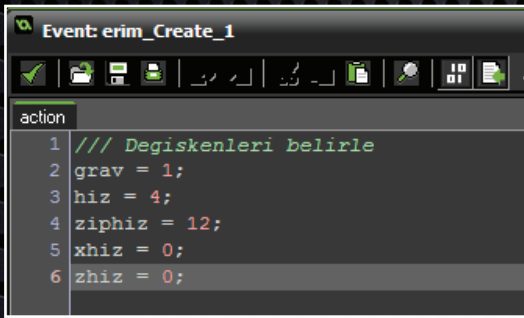 Event: erim_Create_1
action
1 /// Degiskenleri belirle
2 grav = 1;
3 hiz = 4;
4 ziphiz = 12;
5 xhiz = 0;
6 zhiz = 0;